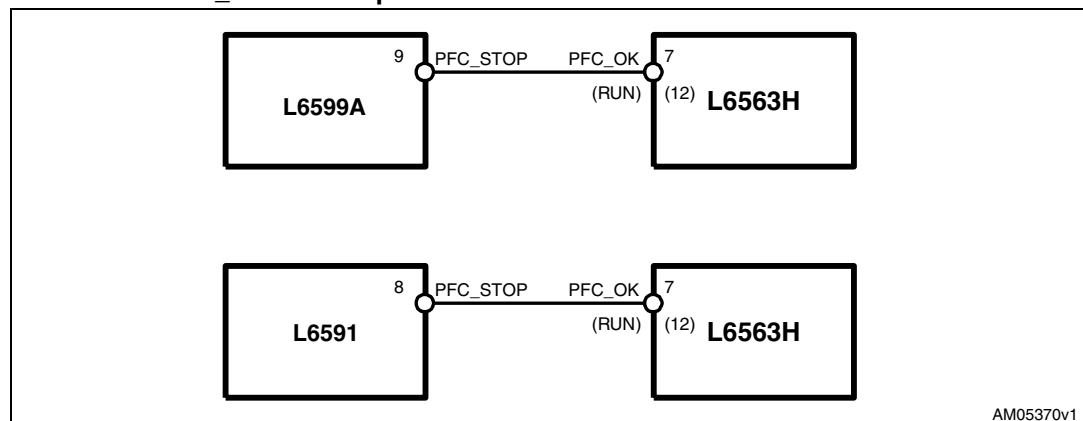 9 PFC_STOP PFC_OK 7
(RUN) (12)
L6599A L6563H
8 PFC_STOP PFC_OK 7
(RUN) (12)
L6591 L6563H
AM05370v1